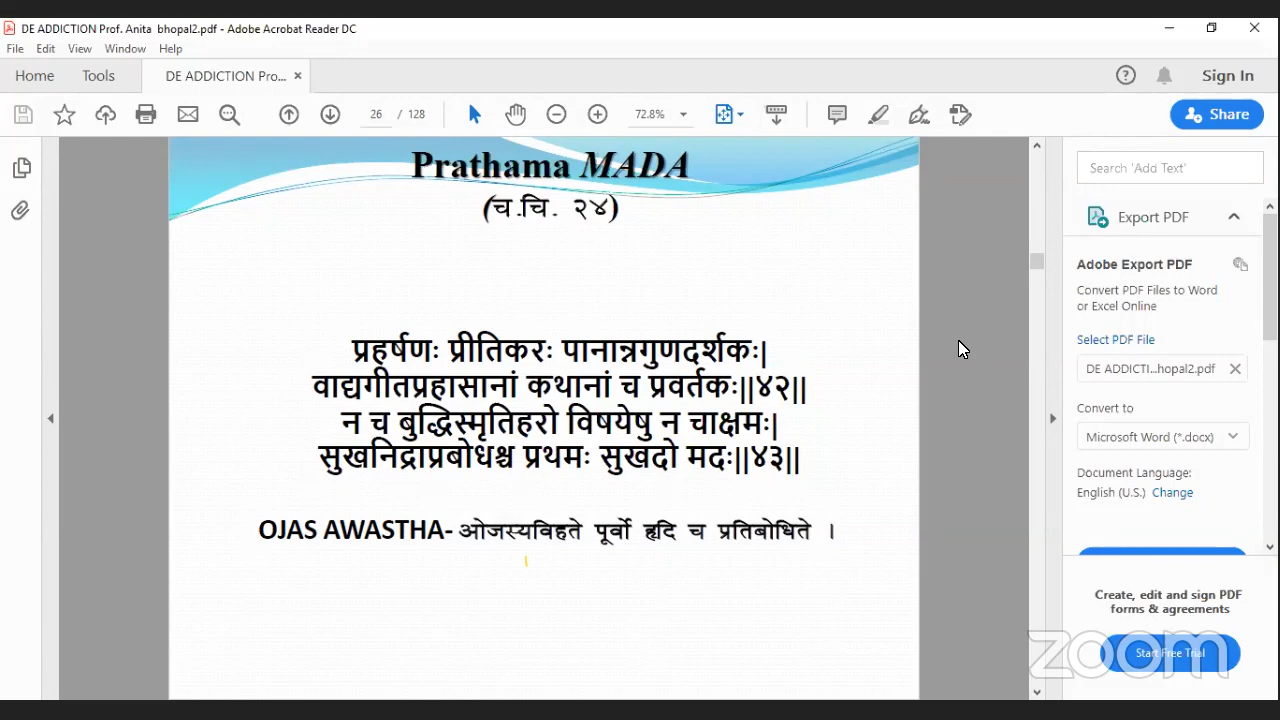 DE ADDICTION Prof. Anita bhopal2.pdf - Adobe Acrobat Reader DC
File Edit View Window Help
Home Tools DE ADDICTION Pro... × Sign In
26 / 128 72.8% Share
Prathama MADA
(च.चि. २४)
प्रहर्षणः प्रीतिकरः पानान्नगुणदर्शकः|
वाद्यगीतप्रहासानां कथानां च प्रवर्तकः||४२||
न च बुद्धिस्मृतिहरो विषयेषु न चाक्षमः|
सुखनिद्राप्रबोधश्च प्रथमः सुखदो मदः||४३||
OJAS AWASTHA- ओजस्यविहते पूर्वो हृदि च प्रतिबोधिते ।
Search 'Add Text'
Export PDF
Adobe Export PDF
Convert PDF Files to Word
or Excel Online
Select PDF File
DE ADDICTI...hopal2.pdf
Convert to
Microsoft Word (*.docx)
Document Language:
English (U.S.) Change
Create, edit and sign PDF
forms & agreements
Start Free Trial
zoom